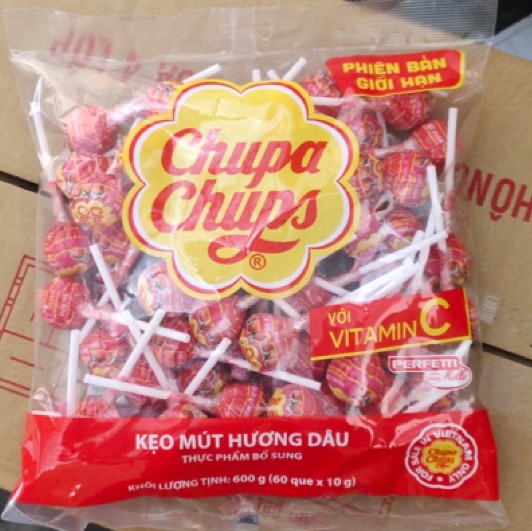 PHIÊN BẢN
GIỚI HẠN
Chupa
Chups
®
VỚI
VITAMIN C
PERFETTI
KẸO MÚT HƯƠNG DÂU
THỰC PHẨM BỔ SUNG
KHỐI LƯỢNG TỊNH: 600 g (60 que x 10 g)
FOR SALE IN VIETNAM ONLY
Chupa
Chups